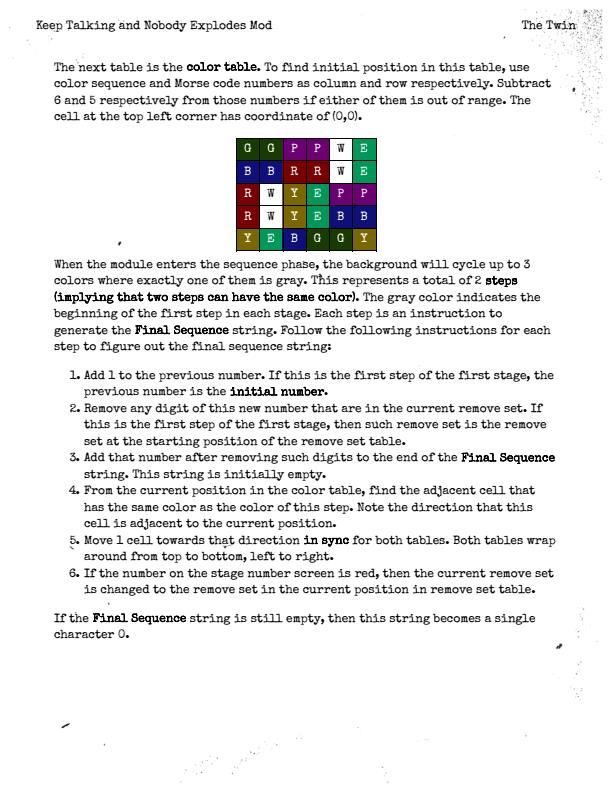 Keep Talking and Nobody Explodes Mod The Twin
The next table is the color table. To find initial position in this table, use
color sequence and Morse code numbers as column and row respectively. Subtract
6 and 5 respectively from those numbers if either of them is out of range. The
cell at the top left corner has coordinate of (0,0).
G G P P W E
B B R R W E
R W Y E P P
R W Y E B B
Y E B G G Y
When the module enters the sequence phase, the background will cycle up to 3
colors where exactly one of them is gray. This represents a total of 2 steps
(implying that two steps can have the same color). The gray color indicates the
beginning of the first step in each stage. Each step is an instruction to
generate the Final Sequence string. Follow the following instructions for each
step to figure out the final sequence string:
1. Add 1 to the previous number. If this is the first step of the first stage, the
previous number is the initial number.
2. Remove any digit of this new number that are in the current remove set. If
this is the first step of the first stage, then such remove set is the remove
set at the starting position of the remove set table.
3. Add that number after removing such digits to the end of the Final Sequence
string. This string is initially empty.
4. From the current position in the color table, find the adjacent cell that
has the same color as the color of this step. Note the direction that this
cell is adjacent to the current position.
5. Move 1 cell towards that direction in sync for both tables. Both tables wrap
around from top to bottom, left to right.
6. If the number on the stage number screen is red, then the current remove set
is changed to the remove set in the current position in remove set table.
If the Final Sequence string is still empty, then this string becomes a single
character 0.